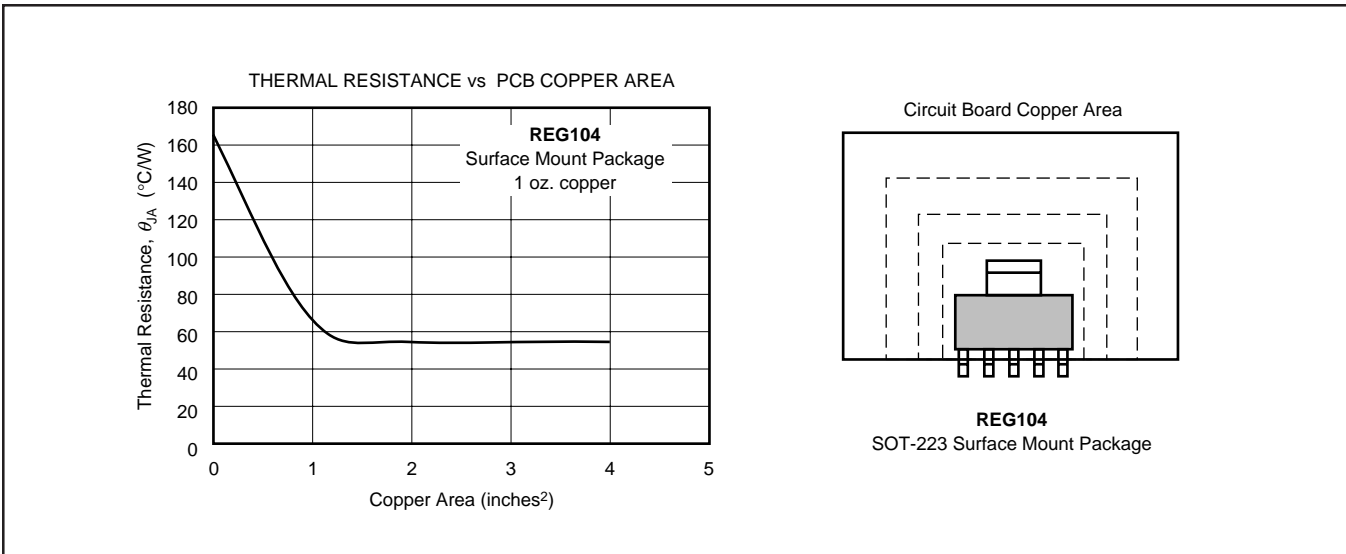 THERMAL RESISTANCE vs PCB COPPER AREA
Thermal Resistance, θJA (°C/W)
180
160
140
120
100
80
60
40
20
0
REG104
Surface Mount Package
1 oz. copper
0 1 2 3 4 5
Copper Area (inches²)
Circuit Board Copper Area
REG104
SOT-223 Surface Mount Package